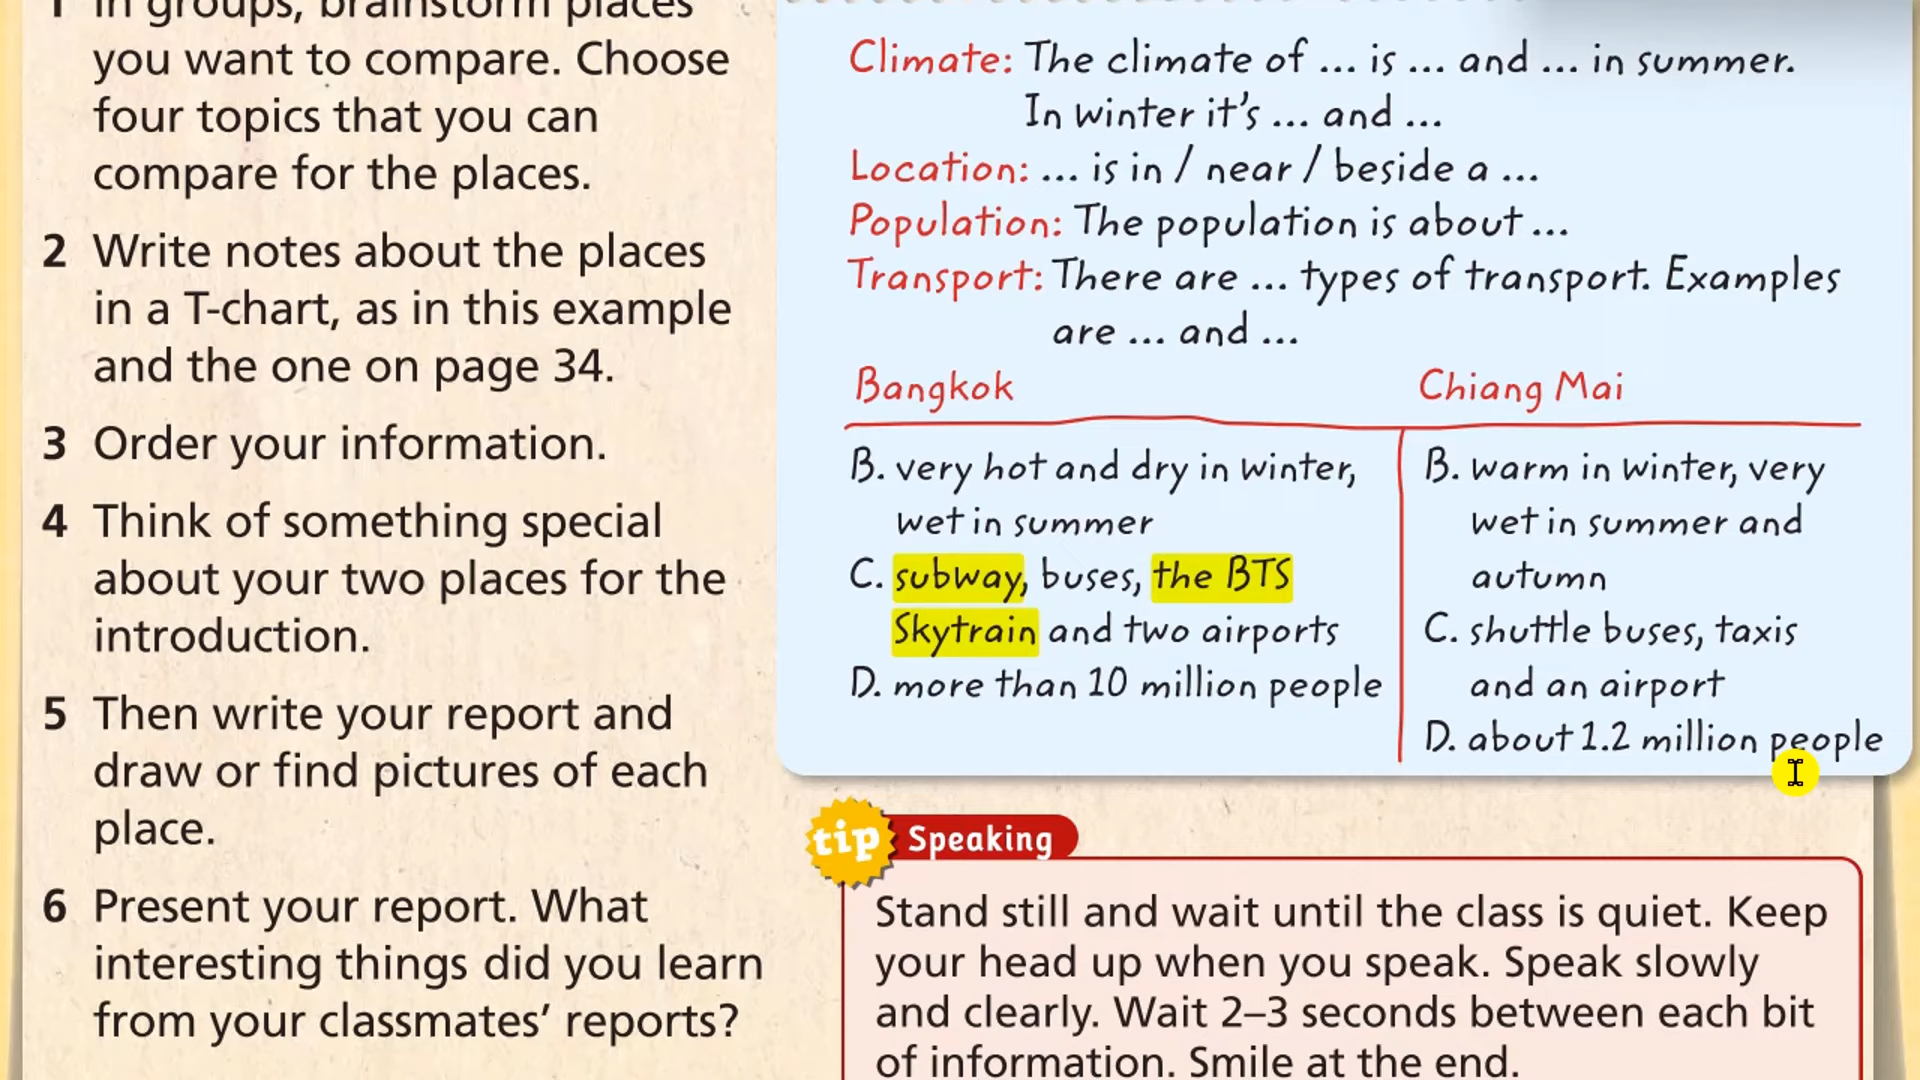 1 In groups, brainstorm places
you want to compare. Choose
four topics that you can
compare for the places.
2 Write notes about the places
in a T-chart, as in this example
and the one on page 34.
3 Order your information.
4 Think of something special
about your two places for the
introduction.
5 Then write your report and
draw or find pictures of each
place.
6 Present your report. What
interesting things did you learn
from your classmates' reports?
Climate: The climate of ... is ... and ... in summer.
In winter it's ... and ...
Location: ... is in / near / beside a ...
Population: The population is about ...
Transport: There are ... types of transport. Examples
are ... and ...
Bangkok
B. very hot and dry in winter,
wet in summer
C. subway, buses, the BTS
Skytrain and two airports
D. more than 10 million people
Chiang Mai
B. warm in winter, very
wet in summer and
autumn
C. shuttle buses, taxis
and an airport
D. about 1.2 million people
tip Speaking
Stand still and wait until the class is quiet. Keep
your head up when you speak. Speak slowly
and clearly. Wait 2–3 seconds between each bit
of information. Smile at the end.